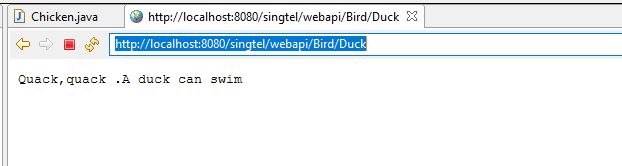 Chicken.java
http://localhost:8080/singtel/webapi/Bird/Duck
http://localhost:8080/singtel/webapi/Bird/Duck
Quack,quack .A duck can swim